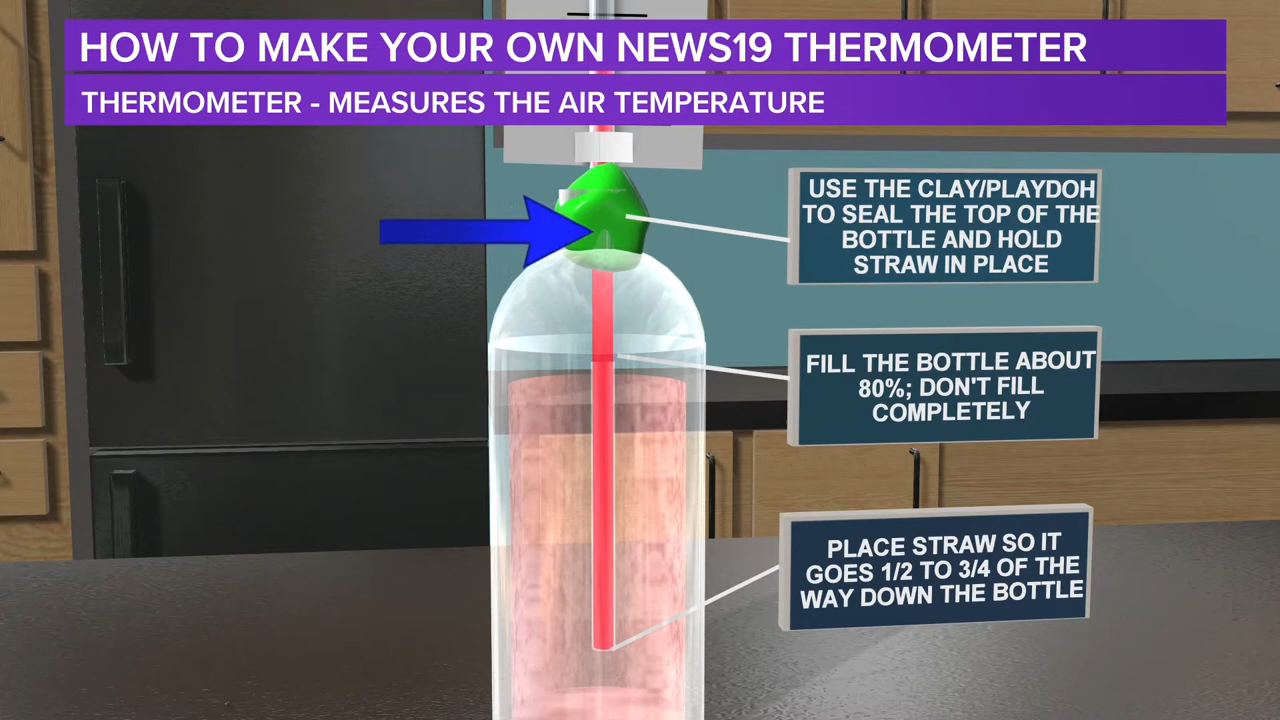 HOW TO MAKE YOUR OWN NEWS19 THERMOMETER
THERMOMETER - MEASURES THE AIR TEMPERATURE
USE THE CLAY/PLAYDOH
TO SEAL THE TOP OF THE
BOTTLE AND HOLD
STRAW IN PLACE
FILL THE BOTTLE ABOUT
80%; DON'T FILL
COMPLETELY
PLACE STRAW SO IT
GOES 1/2 TO 3/4 OF THE
WAY DOWN THE BOTTLE